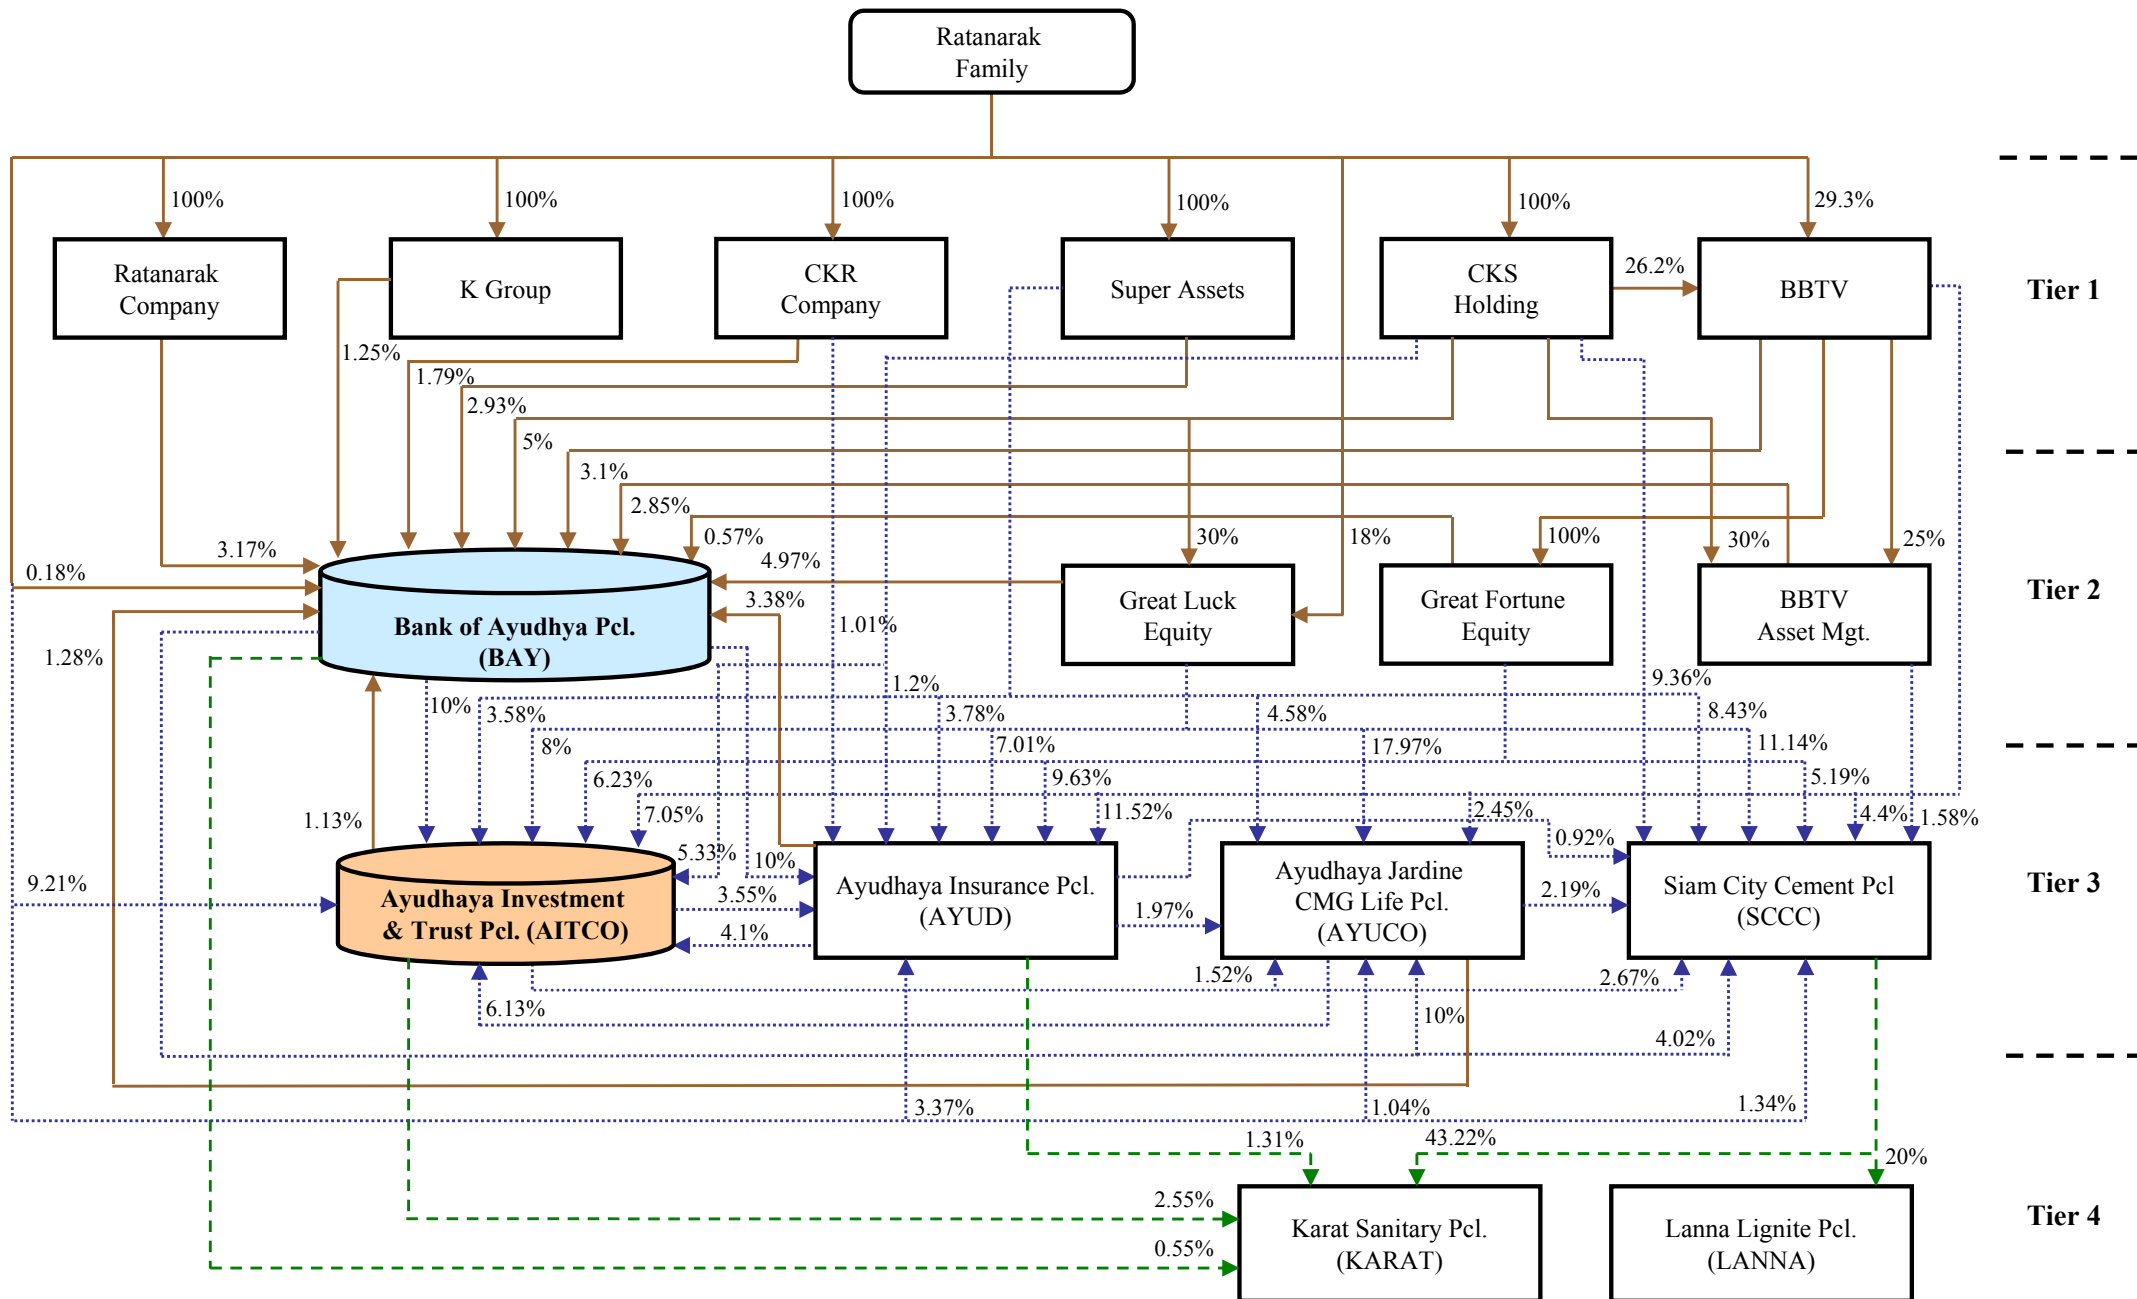 Ratanarak
Family
100%
100%
100%
100%
100%
29.3%
Ratanarak
Company
K Group
CKR
Company
Super Assets
CKS
Holding
26.2%
BBTV
Tier 1
1.25%
1.79%
2.93%
5%
3.1%
2.85%
0.57%
30%
18%
100%
30%
25%
3.17%
0.18%
4.97%
3.38%
1.28%
Bank of Ayudhya Pcl.
(BAY)
1.01%
Great Luck
Equity
Great Fortune
Equity
BBTV
Asset Mgt.
Tier 2
10%
3.58%
1.2%
3.78%
4.58%
9.36%
8.43%
8%
7.01%
17.97%
11.14%
6.23%
9.63%
5.19%
7.05%
11.52%
2.45%
4.4%
1.58%
1.13%
5.33%
10%
0.92%
9.21%
Ayudhaya Investment
& Trust Pcl. (AITCO)
3.55%
4.1%
Ayudhaya Insurance Pcl.
(AYUD)
1.97%
Ayudhaya Jardine
CMG Life Pcl.
(AYUCO)
2.19%
Siam City Cement Pcl
(SCCC)
Tier 3
1.52%
2.67%
6.13%
10%
4.02%
3.37%
1.04%
1.34%
1.31%
43.22%
20%
2.55%
0.55%
Karat Sanitary Pcl.
(KARAT)
Lanna Lignite Pcl.
(LANNA)
Tier 4